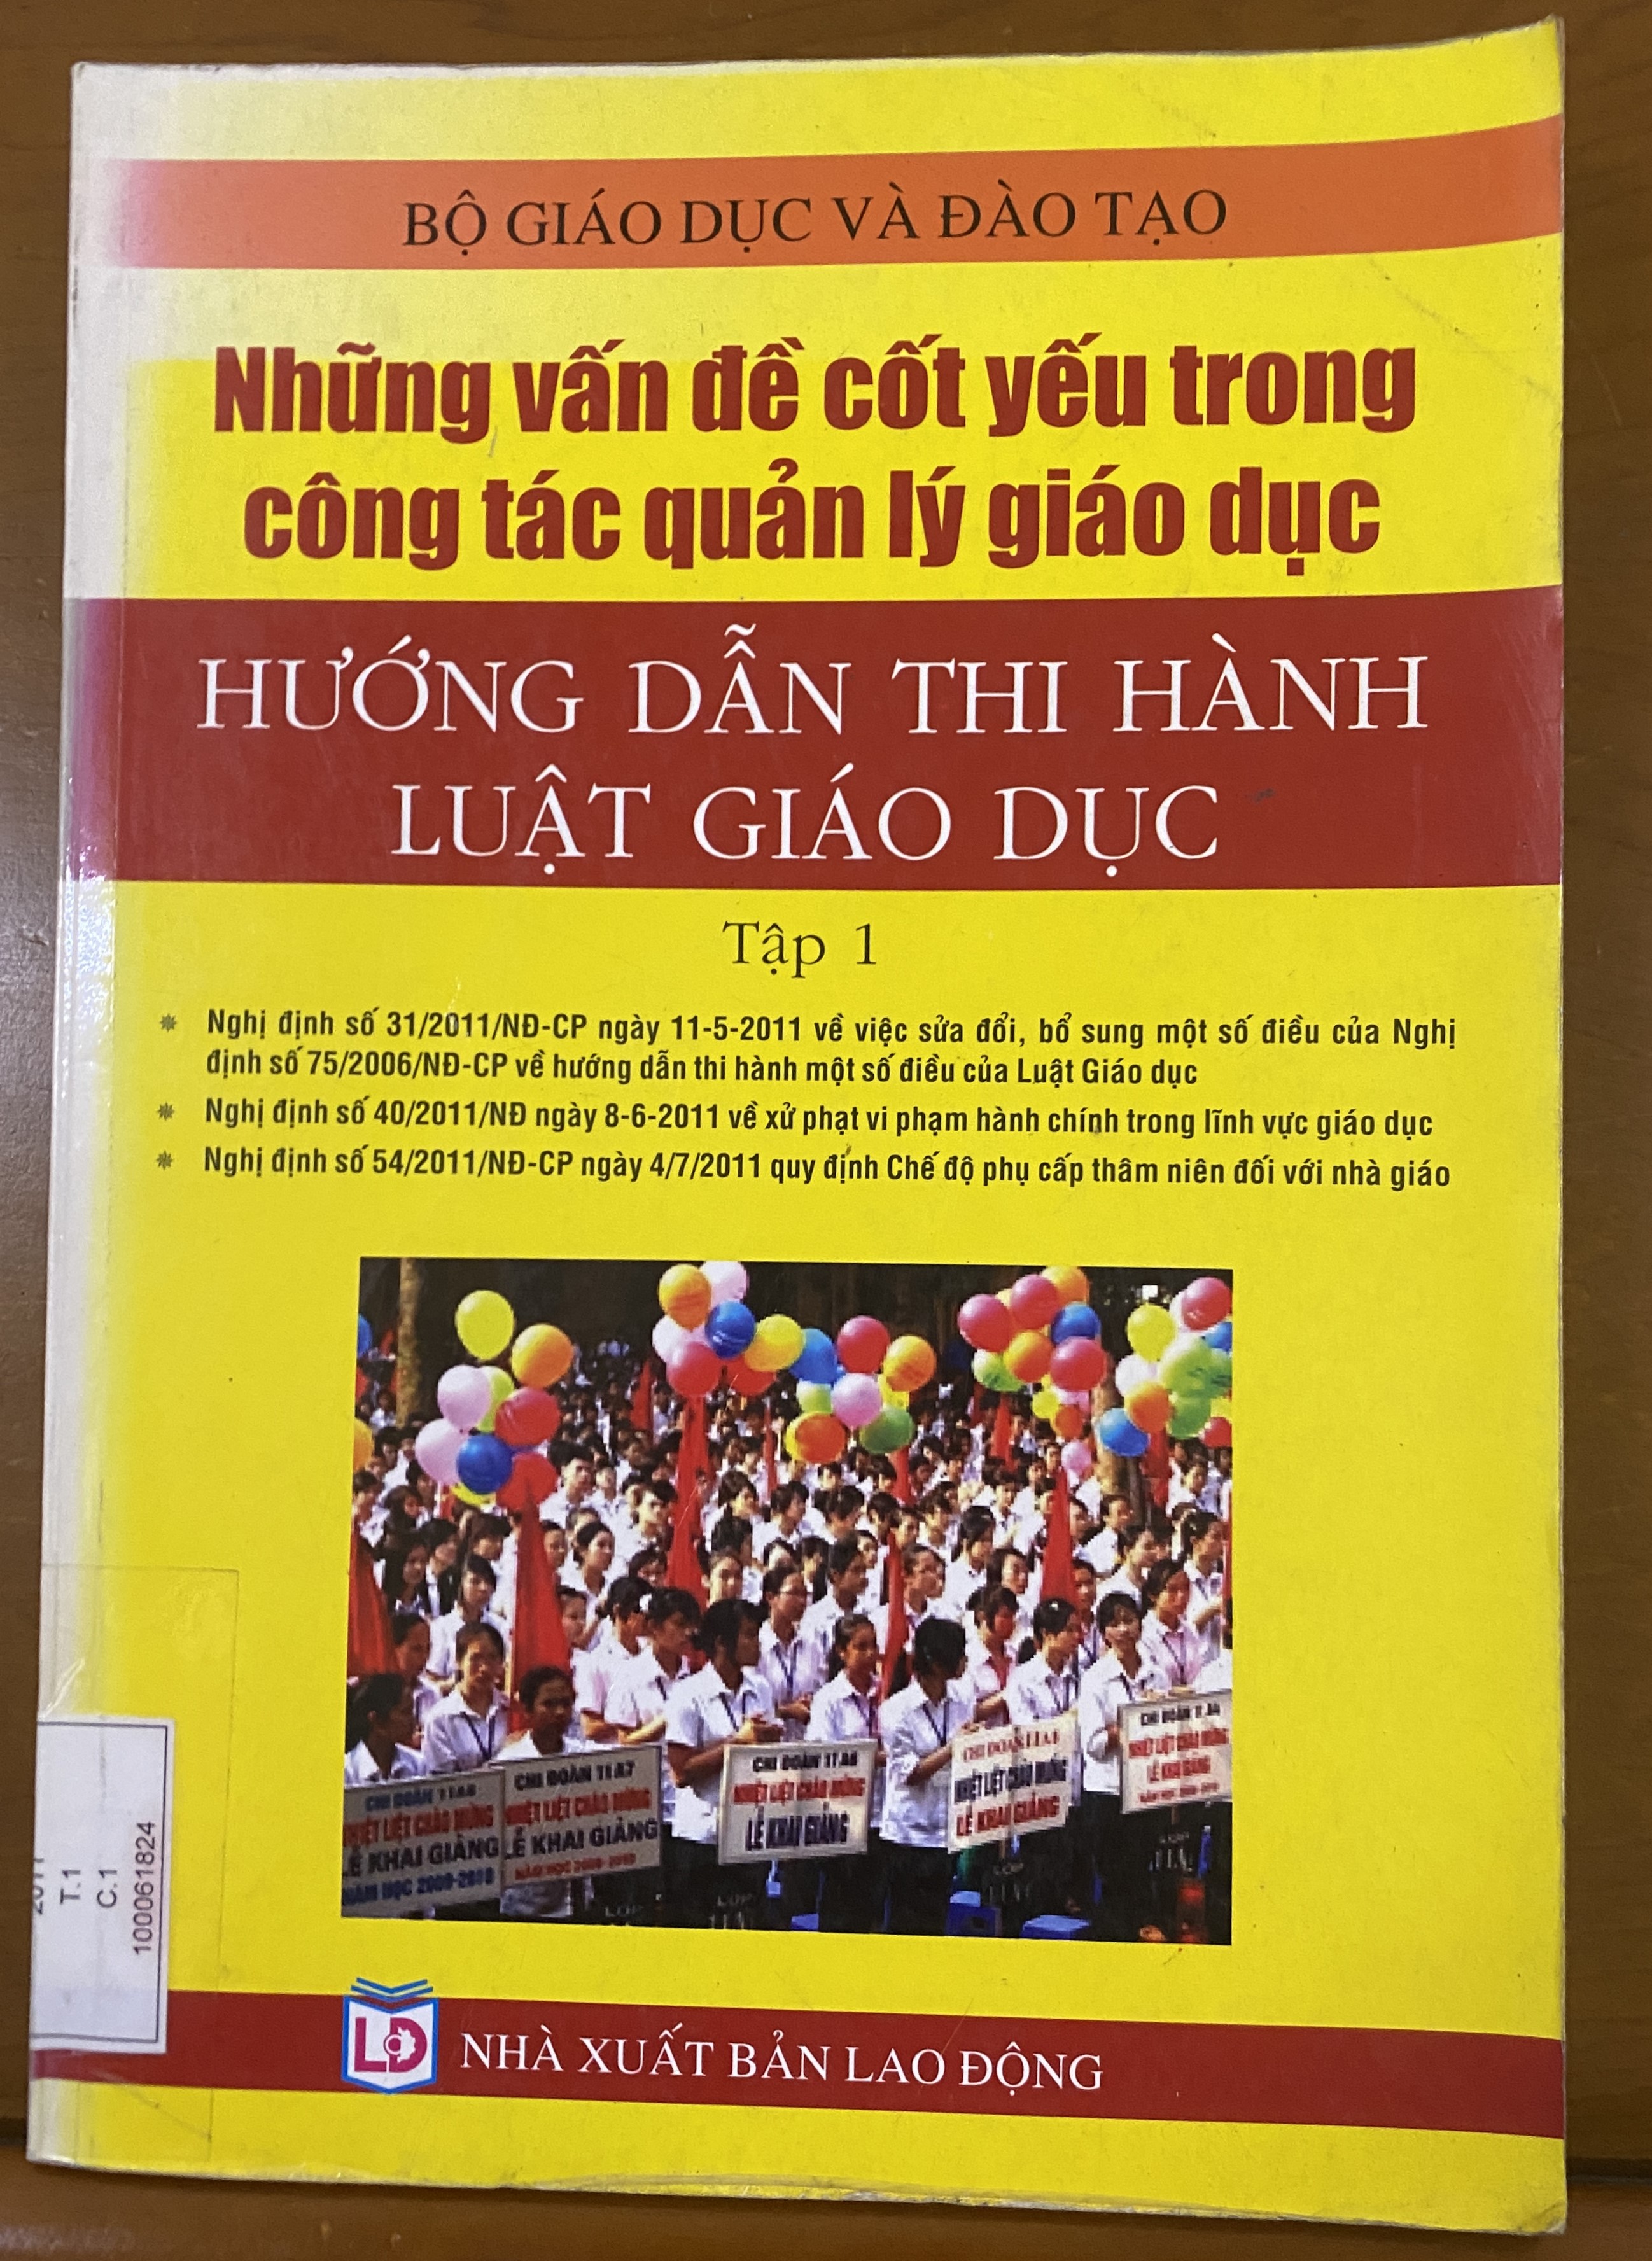 BỘ GIÁO DỤC VÀ ĐÀO TẠO
Những vấn đề cốt yếu trong
công tác quản lý giáo dục
HƯỚNG DẪN THI HÀNH
LUẬT GIÁO DỤC
Tập 1
Nghị định số 31/2011/NĐ-CP ngày 11-5-2011 về việc sửa đổi, bổ sung một số điều của Nghị
định số 75/2006/NĐ-CP về hướng dẫn thi hành một số điều của Luật Giáo dục
Nghị định số 40/2011/NĐ ngày 8-6-2011 về xử phạt vi phạm hành chính trong lĩnh vực giáo dục
Nghị định số 54/2011/NĐ-CP ngày 4/7/2011 quy định Chế độ phụ cấp thâm niên đối với nhà giáo
CHI ĐOÀN
NHIỆT LIỆT CHÀO MỪNG
LỄ KHAI GIẢNG
NĂM HỌC 2009-2010
CHI ĐOÀN 11A7
NHIỆT LIỆT CHÀO MỪNG
LỄ KHAI GIẢNG
NĂM HỌC 2009-2010
CHI ĐOÀN 11A6
NHIỆT LIỆT CHÀO MỪNG
LỄ KHAI GIẢNG
CHI ĐOÀN
NHIỆT LIỆT CHÀO MỪNG
LỄ KHAI GIẢNG
CHI ĐOÀN 11 A4
NHIỆT LIỆT CHÀO MỪNG
LỄ KHAI GIẢNG
T.1
C.1
100061824
LĐ
NHÀ XUẤT BẢN LAO ĐỘNG